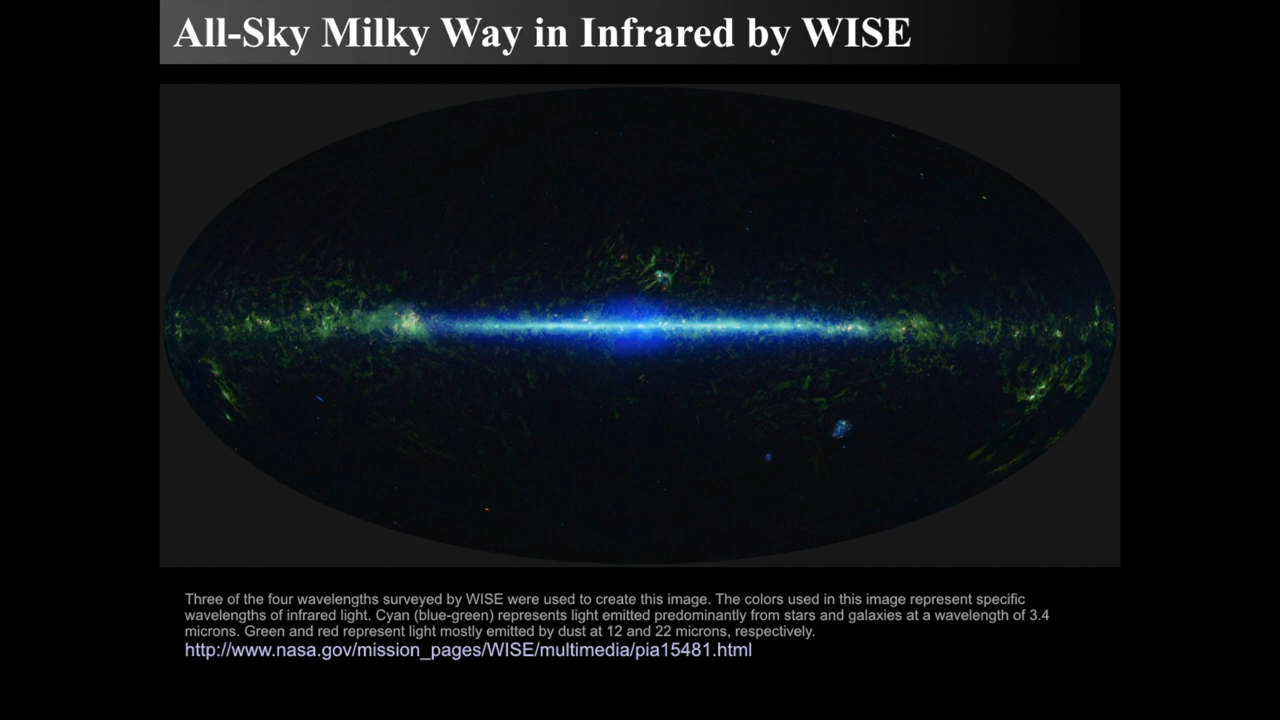 All-Sky Milky Way in Infrared by WISE
Three of the four wavelengths surveyed by WISE were used to create this image. The colors used in this image represent specific
wavelengths of infrared light. Cyan (blue-green) represents light emitted predominantly from stars and galaxies at a wavelength of 3.4
microns. Green and red represent light mostly emitted by dust at 12 and 22 microns, respectively.
http://www.nasa.gov/mission_pages/WISE/multimedia/pia15481.html